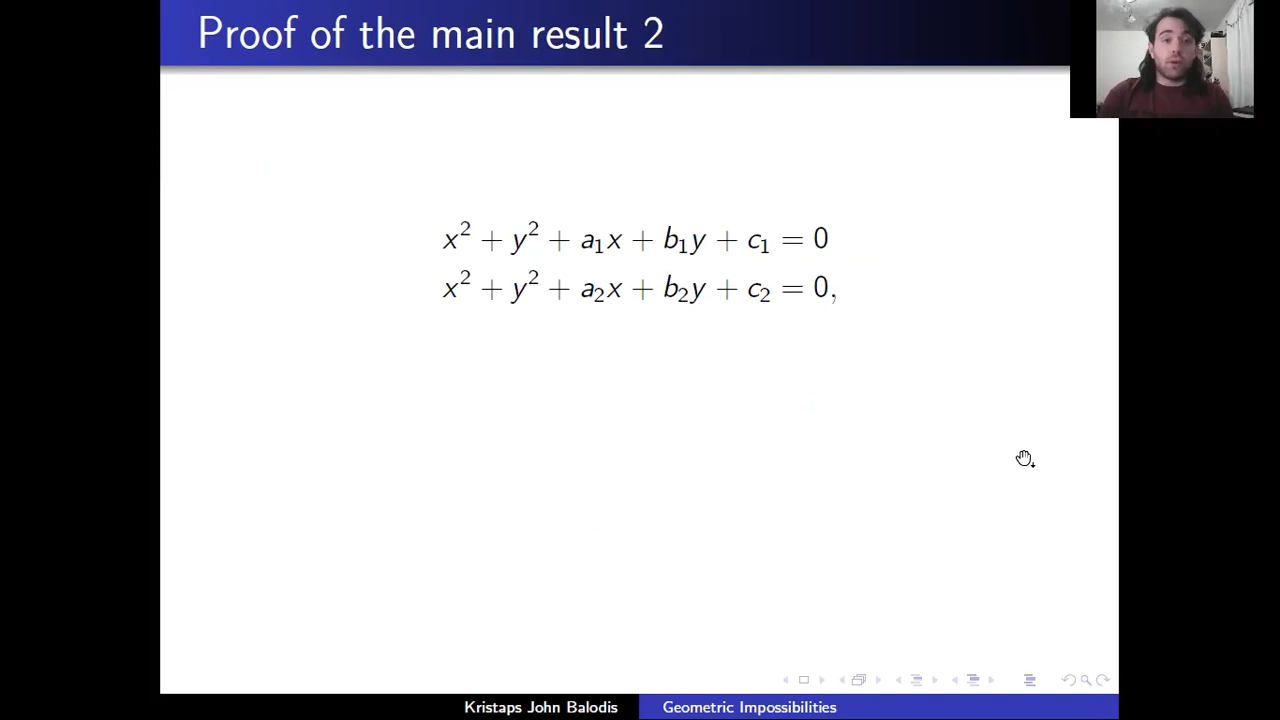 Proof of the main result 2
x² + y² + a₁x + b₁y + c₁ = 0
x² + y² + a₂x + b₂y + c₂ = 0,
Kristaps John Balodis Geometric Impossibilities